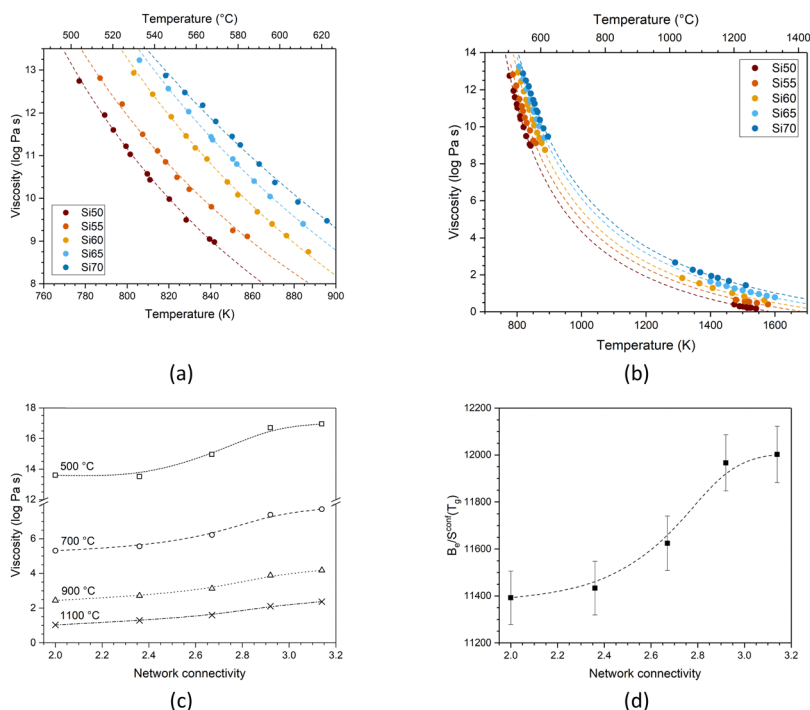 Temperature (°C)
500 520 540 560 580 600 620
13
12
11
10
9
8
Viscosity (log Pa s)
Si50
Si55
Si60
Si65
Si70
760 780 800 820 840 860 880 900
Temperature (K)
(a)
Temperature (°C)
400 600 800 1000 1200 1400
14
12
10
8
6
4
2
0
Viscosity (log Pa s)
Si50
Si55
Si60
Si65
Si70
800 1000 1200 1400 1600
Temperature (K)
(b)
18
17
16
14
12
6
4
2
0
Viscosity (log Pa s)
500 °C
700 °C
900 °C
1100 °C
2.0 2.2 2.4 2.6 2.8 3.0 3.2
Network connectivity
(c)
12200
12000
11800
11600
11400
11200
Be/Sconf(Tg)
2.0 2.2 2.4 2.6 2.8 3.0 3.2
Network connectivity
(d)